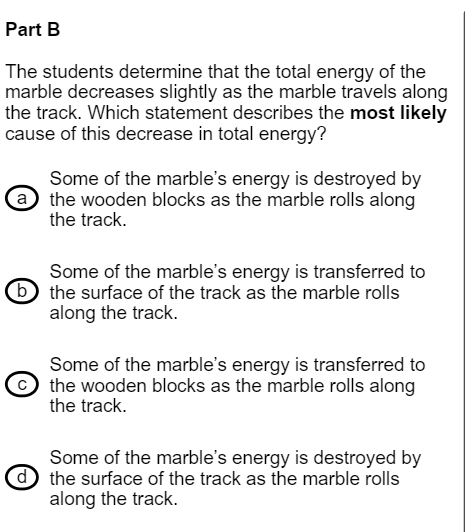 Part B
The students determine that the total energy of the
marble decreases slightly as the marble travels along
the track. Which statement describes the most likely
cause of this decrease in total energy?
Some of the marble's energy is destroyed by
a the wooden blocks as the marble rolls along
the track.
Some of the marble's energy is transferred to
b the surface of the track as the marble rolls
along the track.
Some of the marble's energy is transferred to
c the wooden blocks as the marble rolls along
the track.
Some of the marble's energy is destroyed by
d the surface of the track as the marble rolls
along the track.